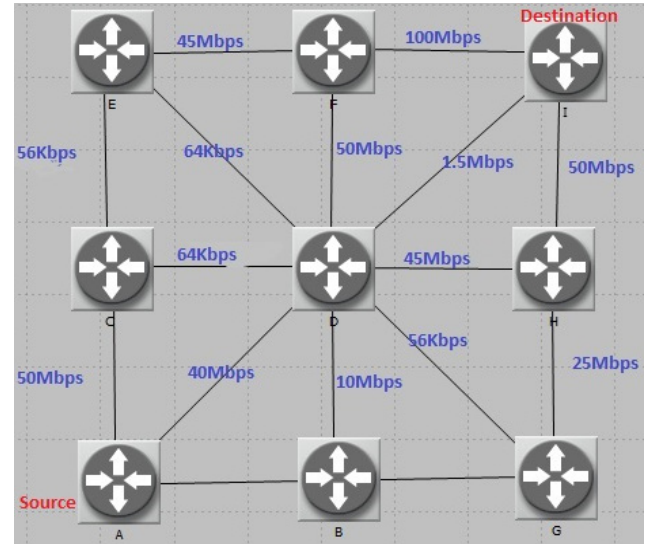 Destination
45Mbps
100Mbps
E
F
I
56Kbps
64Kbps
50Mbps
1.5Mbps
50Mbps
64Kbps
45Mbps
C
D
H
50Mbps
40Mbps
10Mbps
56Kbps
25Mbps
Source
A
B
G